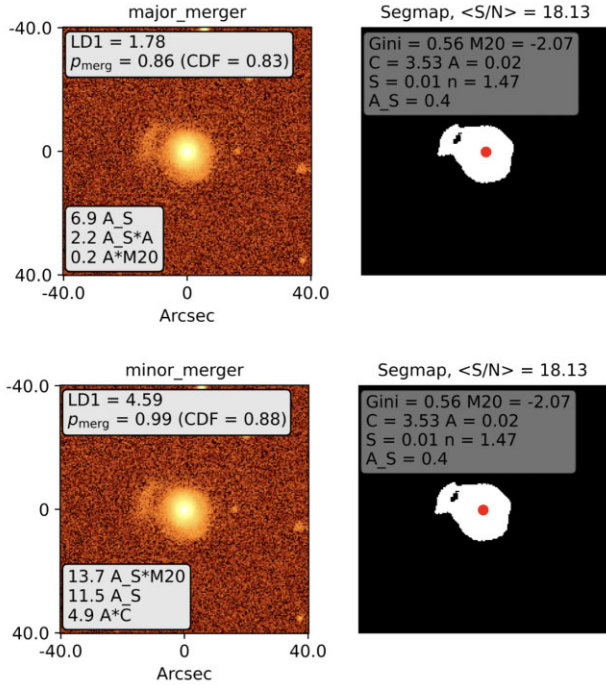 major_merger
LD1 = 1.78
p_merg = 0.86 (CDF = 0.83)
6.9 A_S
2.2 A_S*A
0.2 A*M20
-40.0
0
40.0
-40.0 0 40.0
Arcsec
Segmap, <S/N> = 18.13
Gini = 0.56 M20 = -2.07
C = 3.53 A = 0.02
S = 0.01 n = 1.47
A_S = 0.4
minor_merger
LD1 = 4.59
p_merg = 0.99 (CDF = 0.88)
13.7 A_S*M20
11.5 A_S
4.9 A*C
-40.0
0
40.0
-40.0 0 40.0
Arcsec
Segmap, <S/N> = 18.13
Gini = 0.56 M20 = -2.07
C = 3.53 A = 0.02
S = 0.01 n = 1.47
A_S = 0.4